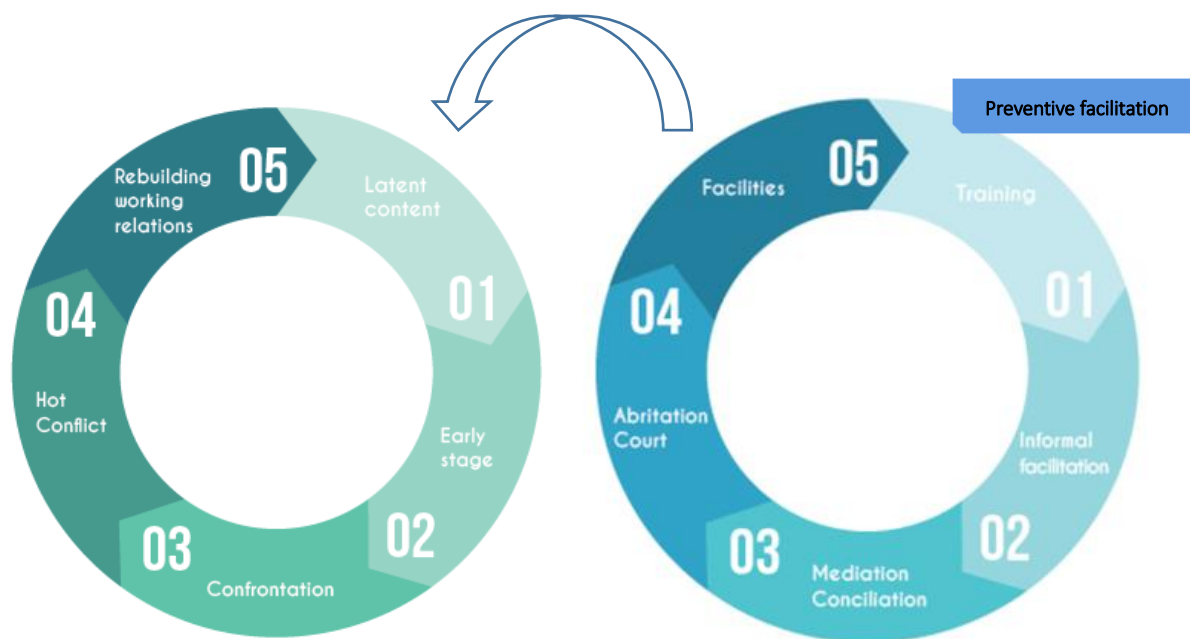 Preventive facilitation
05
Rebuilding
working
relations
Latent
content
01
04
Hot
Conflict
Early
stage
03
02
Confrontation
05
Facilities
Training
01
04
Abritation
Court
Informal
facilitation
03
02
Mediation
Conciliation